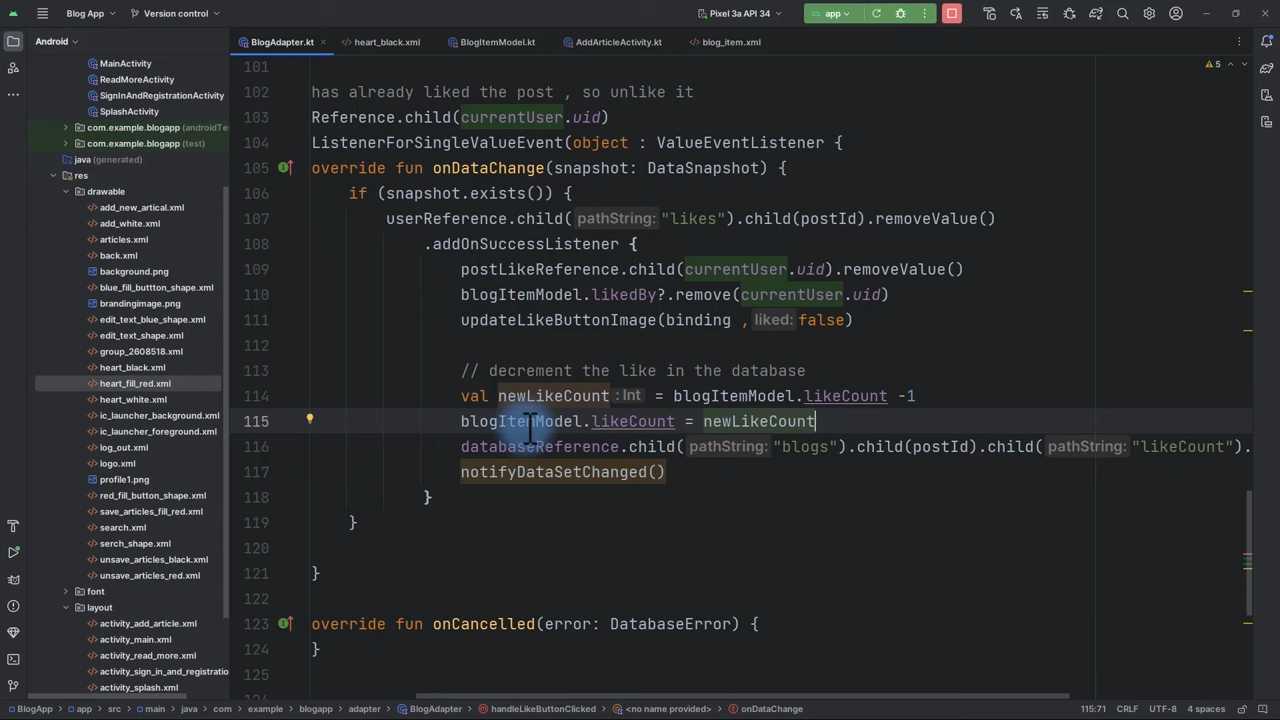 Blog App
Version control
Pixel 3a API 34
app
Android
BlogAdapter.kt
heart_black.xml
BlogItemModel.kt
AddArticleActivity.kt
blog_item.xml
MainActivity
ReadMoreActivity
SignInAndRegistrationActivity
SplashActivity
com.example.blogapp (androidTe
com.example.blogapp (test)
java (generated)
res
drawable
add_new_artical.xml
add_white.xml
articles.xml
back.xml
background.png
blue_fill_buttton_shape.xml
brandingimage.png
edit_text_blue_shape.xml
edit_text_shape.xml
group_2608518.xml
heart_black.xml
heart_fill_red.xml
heart_white.xml
ic_launcher_background.xml
ic_launcher_foreground.xml
log_out.xml
logo.xml
profile1.png
red_fill_button_shape.xml
save_articles_fill_red.xml
search.xml
serch_shape.xml
unsave_articles_black.xml
unsave_articles_red.xml
font
layout
activity_add_article.xml
activity_main.xml
activity_read_more.xml
activity_sign_in_and_registratio
activity_splash.xml
5
101
102 has already liked the post , so unlike it
103 Reference.child(currentUser.uid)
104 ListenerForSingleValueEvent(object : ValueEventListener {
105 override fun onDataChange(snapshot: DataSnapshot) {
106 if (snapshot.exists()) {
107 userReference.child( pathString: "likes").child(postId).removeValue()
108 .addOnSuccessListener {
109 postLikeReference.child(currentUser.uid).removeValue()
110 blogItemModel.likedBy?.remove(currentUser.uid)
111 updateLikeButtonImage(binding , liked: false)
112
113 // decrement the like in the database
114 val newLikeCount : Int = blogItemModel.likeCount -1
115 blogItemModel.likeCount = newLikeCount
116 databaseReference.child( pathString: "blogs").child(postId).child( pathString: "likeCount").
117 notifyDataSetChanged()
118 }
119 }
120
121 }
122
123 override fun onCancelled(error: DatabaseError) {
124 }
125
BlogApp > app > src > main > java > com > example > blogapp > adapter > BlogAdapter > handleLikeButtonClicked > <no name provided> > onDataChange
115:71 CRLF UTF-8 4 spaces